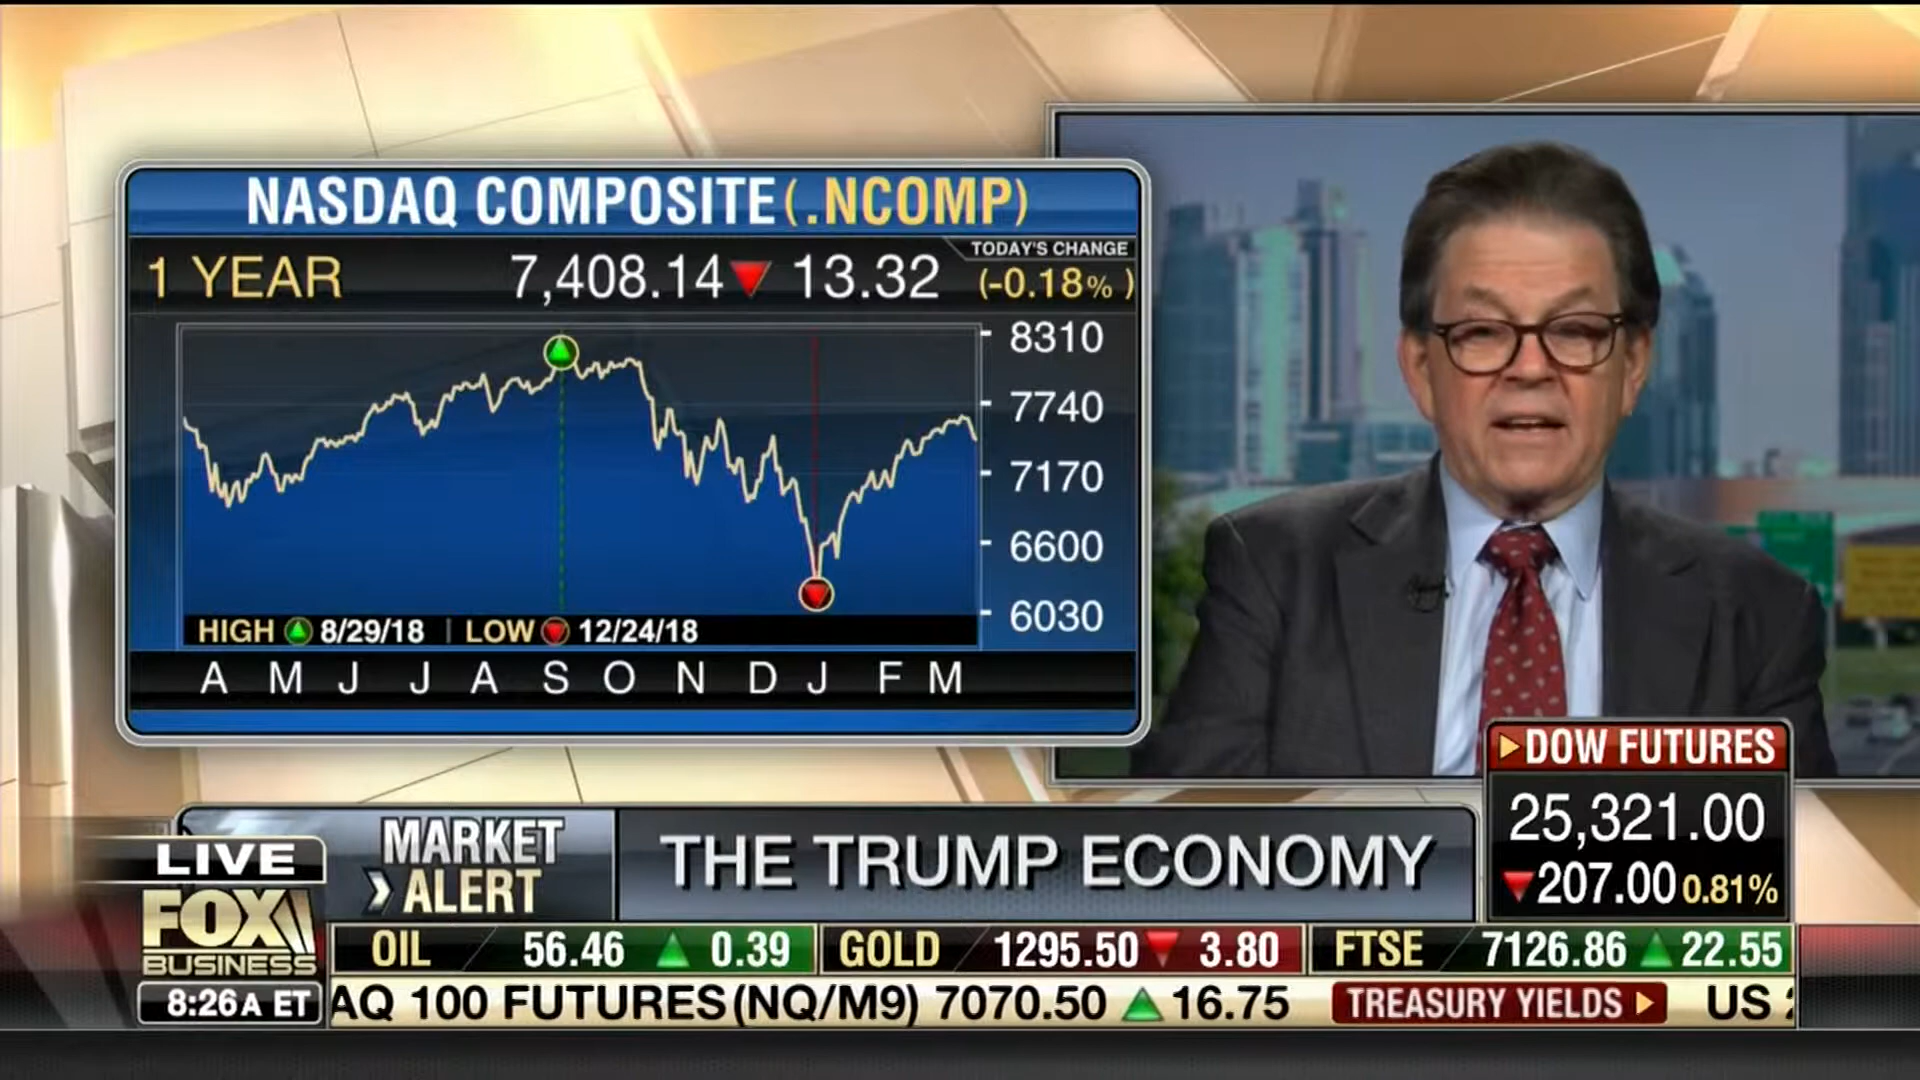 NASDAQ COMPOSITE (.NCOMP)
1 YEAR 7,408.14 ▼ 13.32 TODAY'S CHANGE (-0.18%)
8310
7740
7170
6600
6030
HIGH ▲ 8/29/18 | LOW ▼ 12/24/18
A M J J A S O N D J F M
DOW FUTURES
25,321.00
▼207.00 0.81%
MARKET ALERT
THE TRUMP ECONOMY
LIVE
FOX BUSINESS
8:26A ET
OIL 56.46 ▲ 0.39 GOLD 1295.50 ▼ 3.80 FTSE 7126.86 ▲ 22.55
AQ 100 FUTURES(NQ/M9) 7070.50 ▲ 16.75 TREASURY YIELDS US